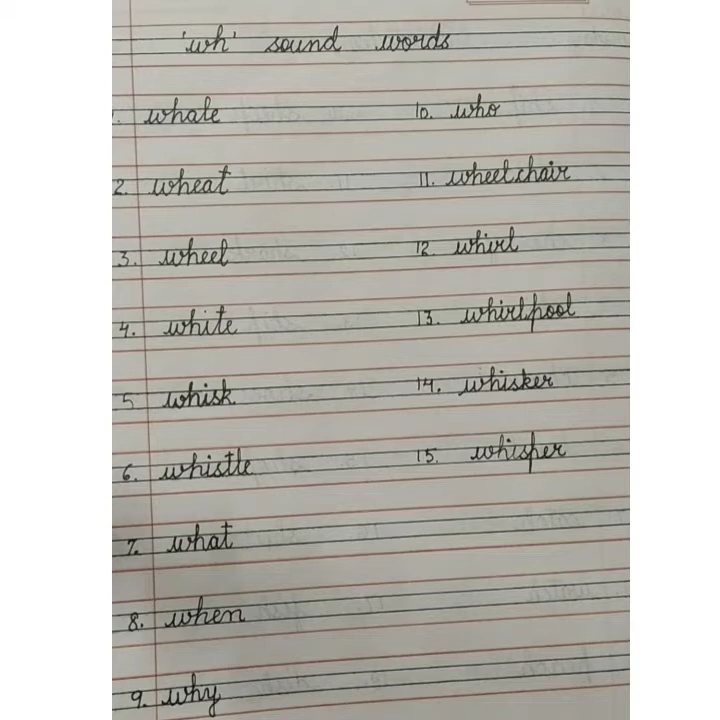 'wh' sound words
1. whale
2. wheat
3. wheel
4. white
5 whisk
6. whistle
7. what
8. when
9. why
10. who
11. wheelchair
12. whirl
13. whirlpool
14. whisker
15. whisper